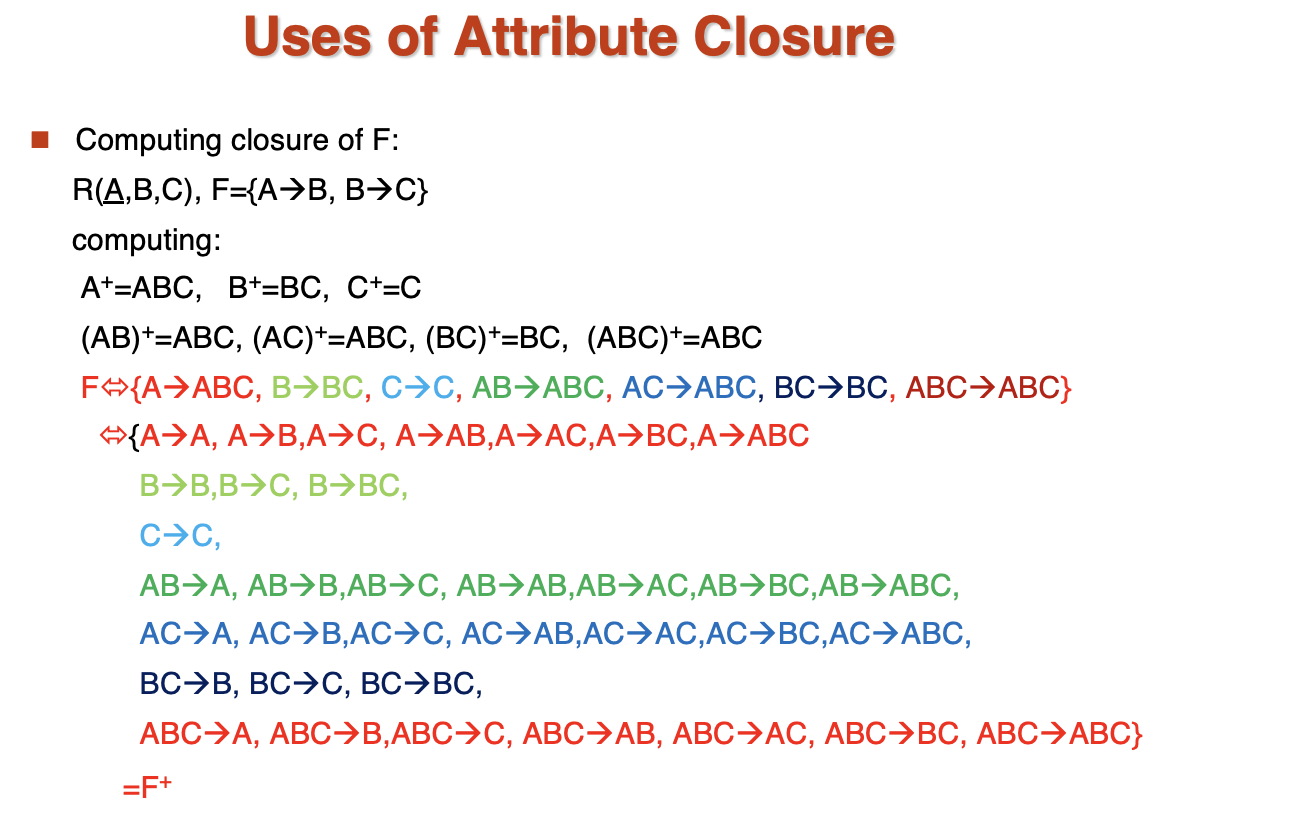 Uses of Attribute Closure
■ Computing closure of F:
R(A,B,C), F={A→B, B→C}
computing:
A⁺=ABC, B⁺=BC, C⁺=C
(AB)⁺=ABC, (AC)⁺=ABC, (BC)⁺=BC, (ABC)⁺=ABC
F⇔{A→ABC, B→BC, C→C, AB→ABC, AC→ABC, BC→BC, ABC→ABC}
⇔{A→A, A→B,A→C, A→AB,A→AC,A→BC,A→ABC
B→B,B→C, B→BC,
C→C,
AB→A, AB→B,AB→C, AB→AB,AB→AC,AB→BC,AB→ABC,
AC→A, AC→B,AC→C, AC→AB,AC→AC,AC→BC,AC→ABC,
BC→B, BC→C, BC→BC,
ABC→A, ABC→B,ABC→C, ABC→AB, ABC→AC, ABC→BC, ABC→ABC}
=F⁺